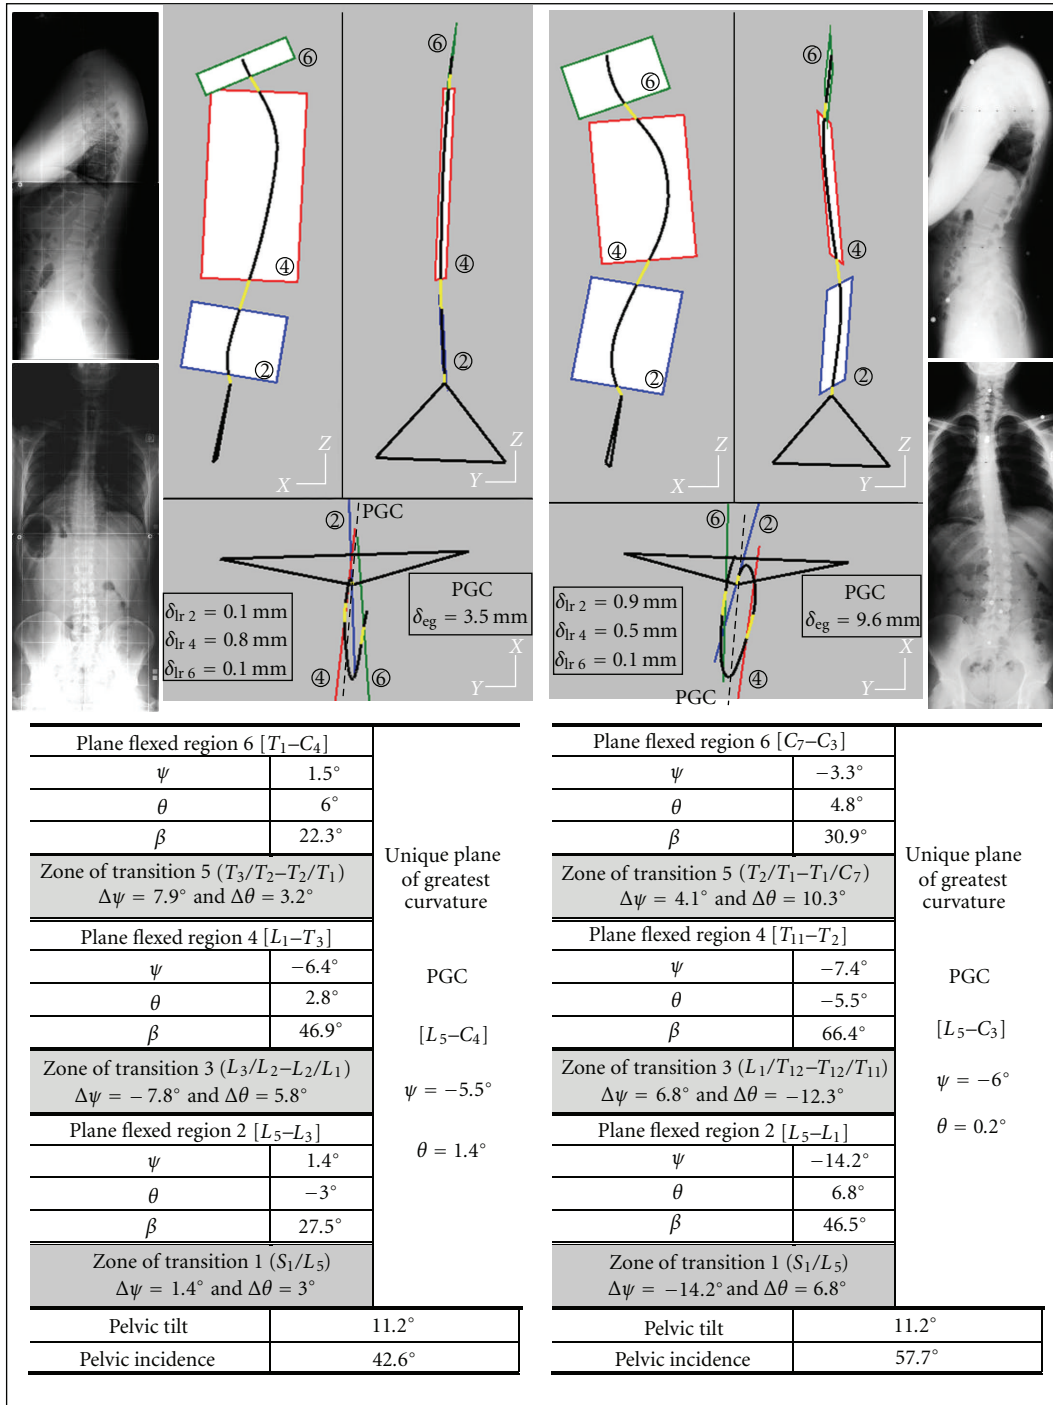 ⑥
⑥
④
④
②
②
Z
X
Z
Y
②
PGC
δlr 2 = 0.1 mm
δlr 4 = 0.8 mm
δlr 6 = 0.1 mm
PGC
δeg = 3.5 mm
④
⑥
X
Y
⑥
⑥
④
④
②
②
Z
X
Z
Y
⑥
②
PGC
δlr 2 = 0.9 mm
δlr 4 = 0.5 mm
δlr 6 = 0.1 mm
PGC
δeg = 9.6 mm
④
PGC
X
Y
Plane flexed region 6 [T1–C4]
ψ 1.5°
θ 6°
β 22.3°
Zone of transition 5 (T3/T2–T2/T1)
Δψ = 7.9° and Δθ = 3.2°
Plane flexed region 4 [L1–T3]
ψ −6.4°
θ 2.8°
β 46.9°
Zone of transition 3 (L3/L2–L2/L1)
Δψ = −7.8° and Δθ = 5.8°
Plane flexed region 2 [L5–L3]
ψ 1.4°
θ −3°
β 27.5°
Zone of transition 1 (S1/L5)
Δψ = 1.4° and Δθ = 3°
Unique plane
of greatest
curvature
PGC
[L5–C4]
ψ = −5.5°
θ = 1.4°
Pelvic tilt 11.2°
Pelvic incidence 42.6°
Plane flexed region 6 [C7–C3]
ψ −3.3°
θ 4.8°
β 30.9°
Zone of transition 5 (T2/T1–T1/C7)
Δψ = 4.1° and Δθ = 10.3°
Plane flexed region 4 [T11–T2]
ψ −7.4°
θ −5.5°
β 66.4°
Zone of transition 3 (L1/T12–T12/T11)
Δψ = 6.8° and Δθ = −12.3°
Plane flexed region 2 [L5–L1]
ψ −14.2°
θ 6.8°
β 46.5°
Zone of transition 1 (S1/L5)
Δψ = −14.2° and Δθ = 6.8°
Unique plane
of greatest
curvature
PGC
[L5–C3]
ψ = −6°
θ = 0.2°
Pelvic tilt 11.2°
Pelvic incidence 57.7°